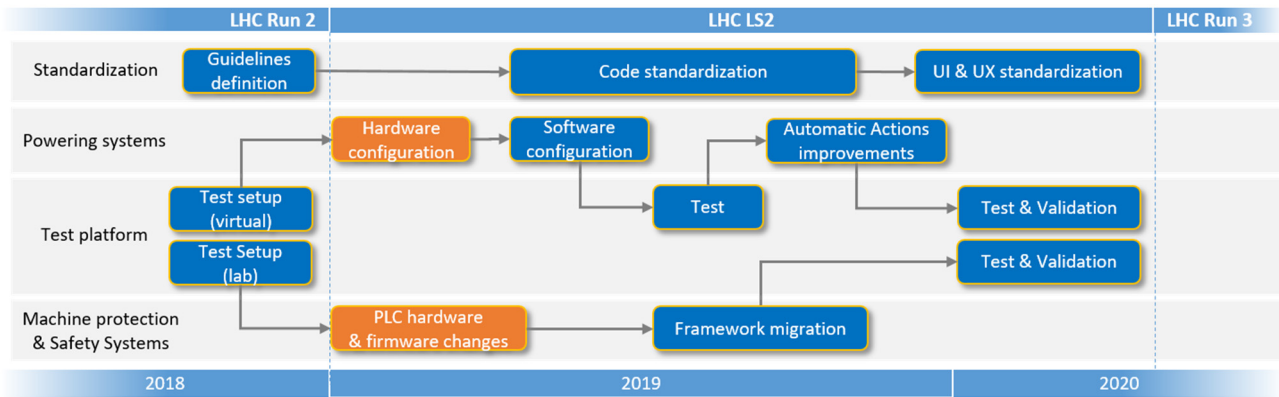 LHC Run 2
LHC LS2
LHC Run 3
Standardization
Guidelines
definition
Code standardization
UI & UX standardization
Powering systems
Hardware
configuration
Software
configuration
Automatic Actions
improvements
Test platform
Test setup
(virtual)
Test
Test & Validation
Test Setup
(lab)
Test & Validation
Machine protection
& Safety Systems
PLC hardware
& firmware changes
Framework migration
2018
2019
2020